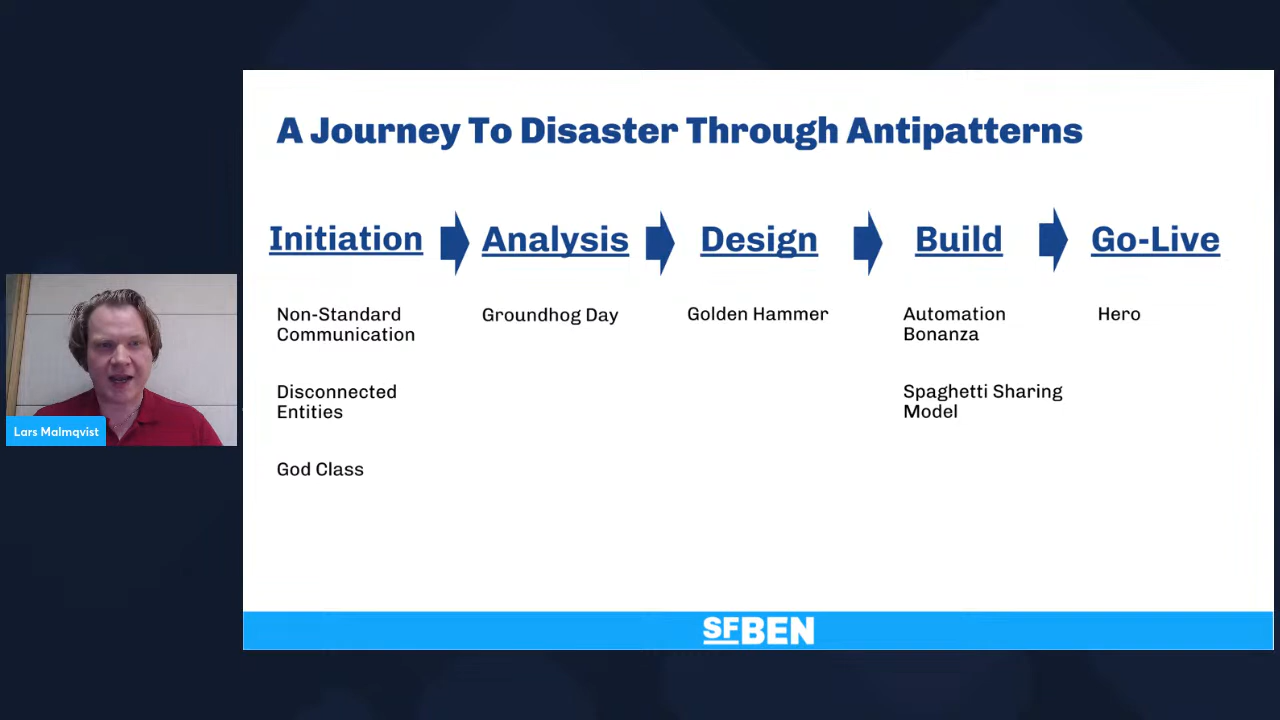 A Journey To Disaster Through Antipatterns
Initiation
Analysis
Design
Build
Go-Live
Non-Standard
Communication
Disconnected
Entities
God Class
Groundhog Day
Golden Hammer
Automation
Bonanza
Spaghetti Sharing
Model
Hero
Lars Malmqvist
SFBEN